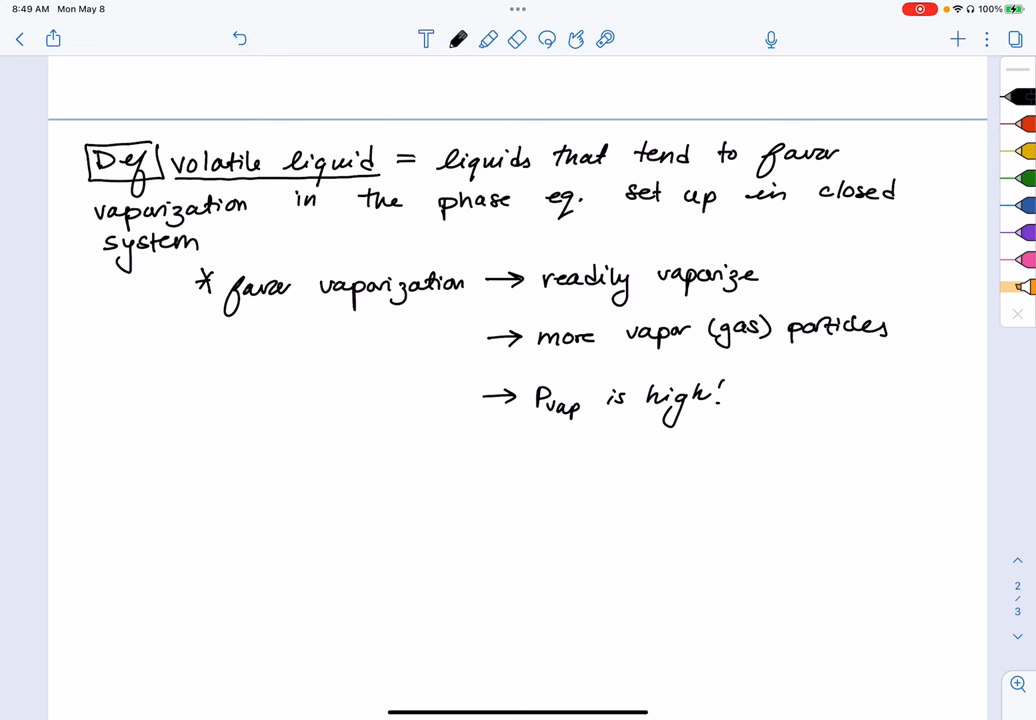 8:49 AM Mon May 8
100%
T
Def volatile liquid = liquids that tend to favor
vaporization in the phase eq. set up in closed
system
* favor vaporization → readily vaporize
→ more vapor (gas) particles
→ Pvap is high!
2
/
3